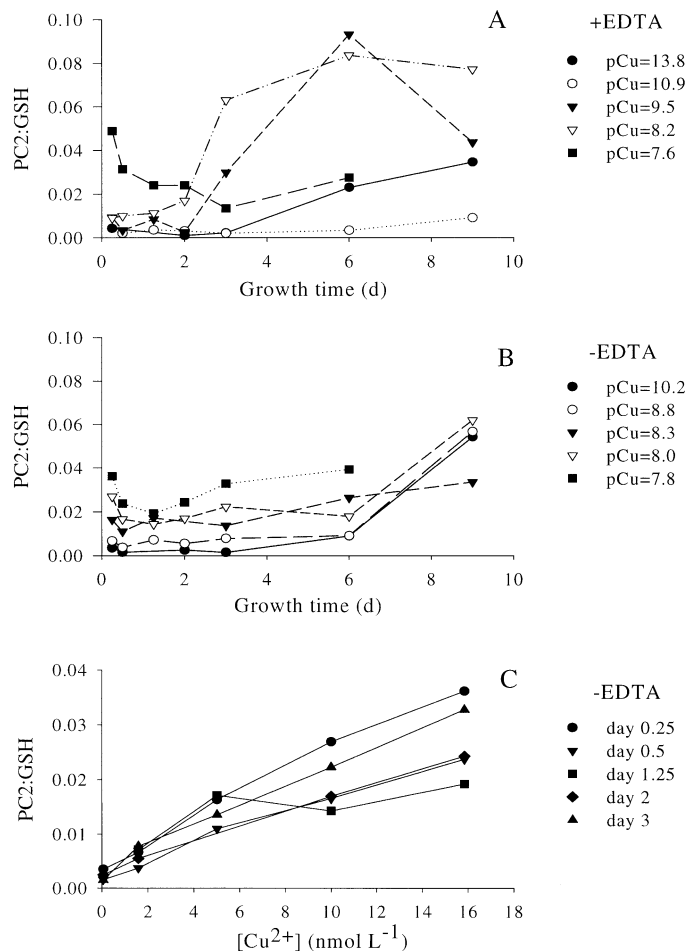 A
+EDTA
pCu=13.8
pCu=10.9
pCu=9.5
pCu=8.2
pCu=7.6
PC2:GSH
0.10
0.08
0.06
0.04
0.02
0.00
0 2 4 6 8 10
Growth time (d)
B
-EDTA
pCu=10.2
pCu=8.8
pCu=8.3
pCu=8.0
pCu=7.8
PC2:GSH
0.10
0.08
0.06
0.04
0.02
0.00
0 2 4 6 8 10
Growth time (d)
C
-EDTA
day 0.25
day 0.5
day 1.25
day 2
day 3
PC2:GSH
0.04
0.03
0.02
0.01
0.00
0 2 4 6 8 10 12 14 16 18
[Cu²⁺] (nmol L⁻¹)